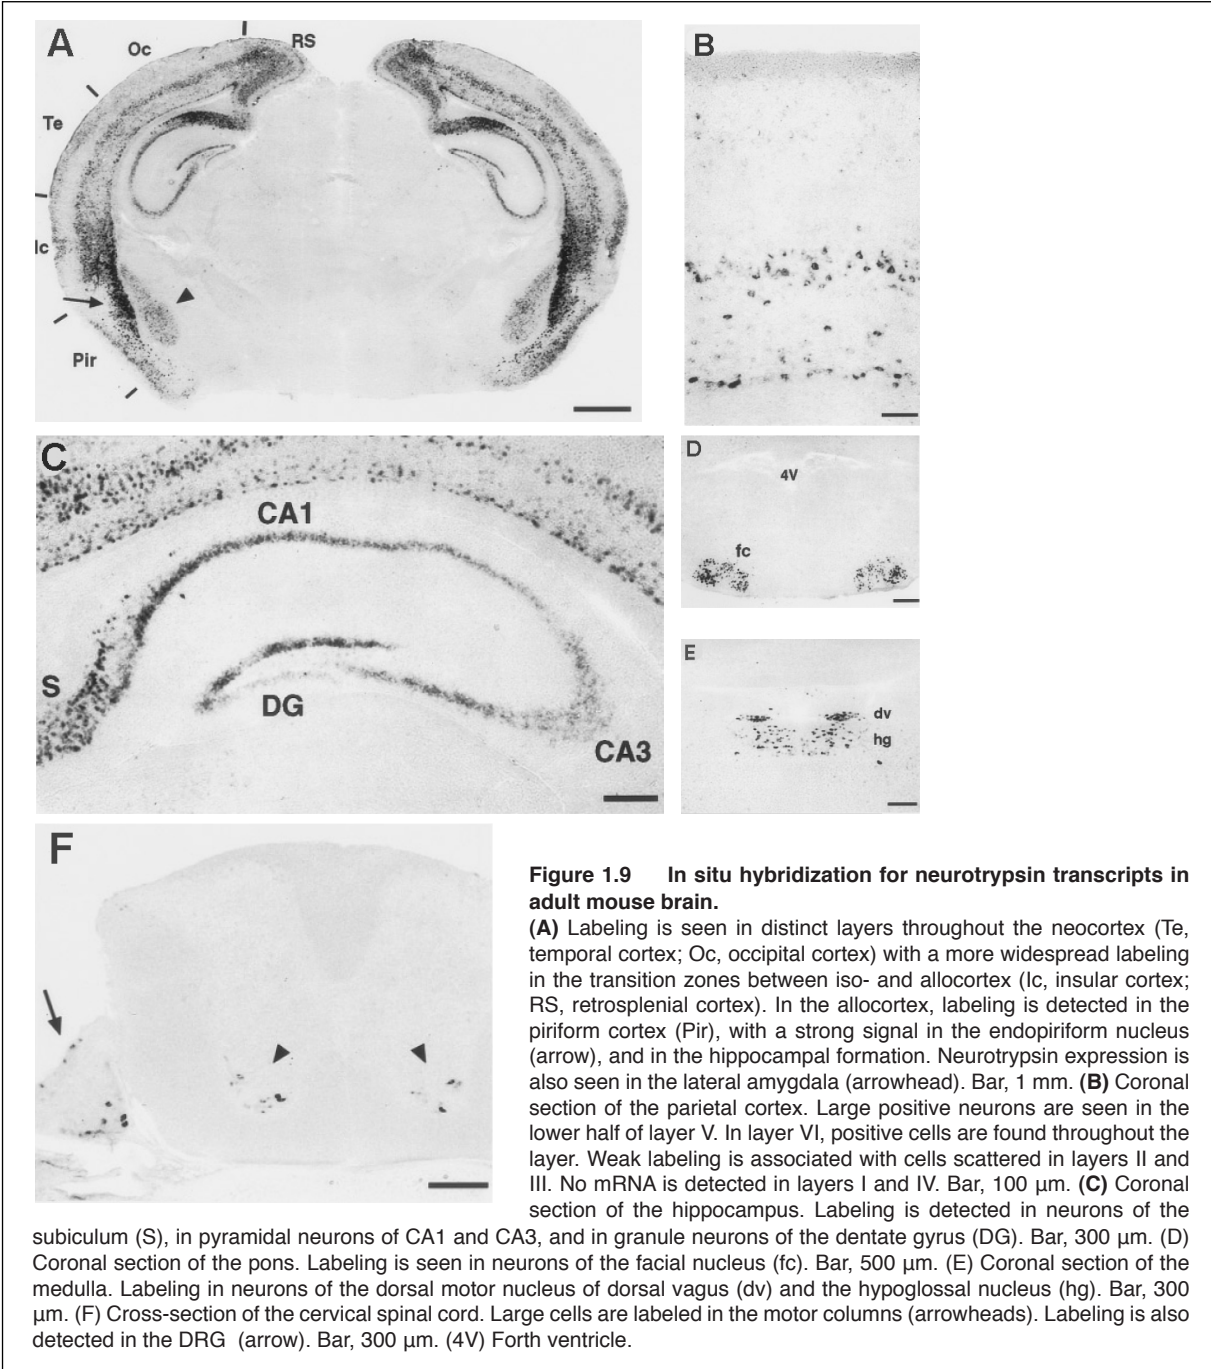 A
Oc
RS
Te
Ic
Pir
B
C
CA1
S
DG
CA3
D
4V
fc
E
dv
hg
F
Figure 1.9 In situ hybridization for neurotrypsin transcripts in
adult mouse brain.
(A) Labeling is seen in distinct layers throughout the neocortex (Te,
temporal cortex; Oc, occipital cortex) with a more widespread labeling
in the transition zones between iso- and allocortex (Ic, insular cortex;
RS, retrosplenial cortex). In the allocortex, labeling is detected in the
piriform cortex (Pir), with a strong signal in the endopiriform nucleus
(arrow), and in the hippocampal formation. Neurotrypsin expression is
also seen in the lateral amygdala (arrowhead). Bar, 1 mm. (B) Coronal
section of the parietal cortex. Large positive neurons are seen in the
lower half of layer V. In layer VI, positive cells are found throughout the
layer. Weak labeling is associated with cells scattered in layers II and
III. No mRNA is detected in layers I and IV. Bar, 100 µm. (C) Coronal
section of the hippocampus. Labeling is detected in neurons of the
subiculum (S), in pyramidal neurons of CA1 and CA3, and in granule neurons of the dentate gyrus (DG). Bar, 300 µm. (D)
Coronal section of the pons. Labeling is seen in neurons of the facial nucleus (fc). Bar, 500 µm. (E) Coronal section of the
medulla. Labeling in neurons of the dorsal motor nucleus of dorsal vagus (dv) and the hypoglossal nucleus (hg). Bar, 300
µm. (F) Cross-section of the cervical spinal cord. Large cells are labeled in the motor columns (arrowheads). Labeling is also
detected in the DRG (arrow). Bar, 300 µm. (4V) Forth ventricle.